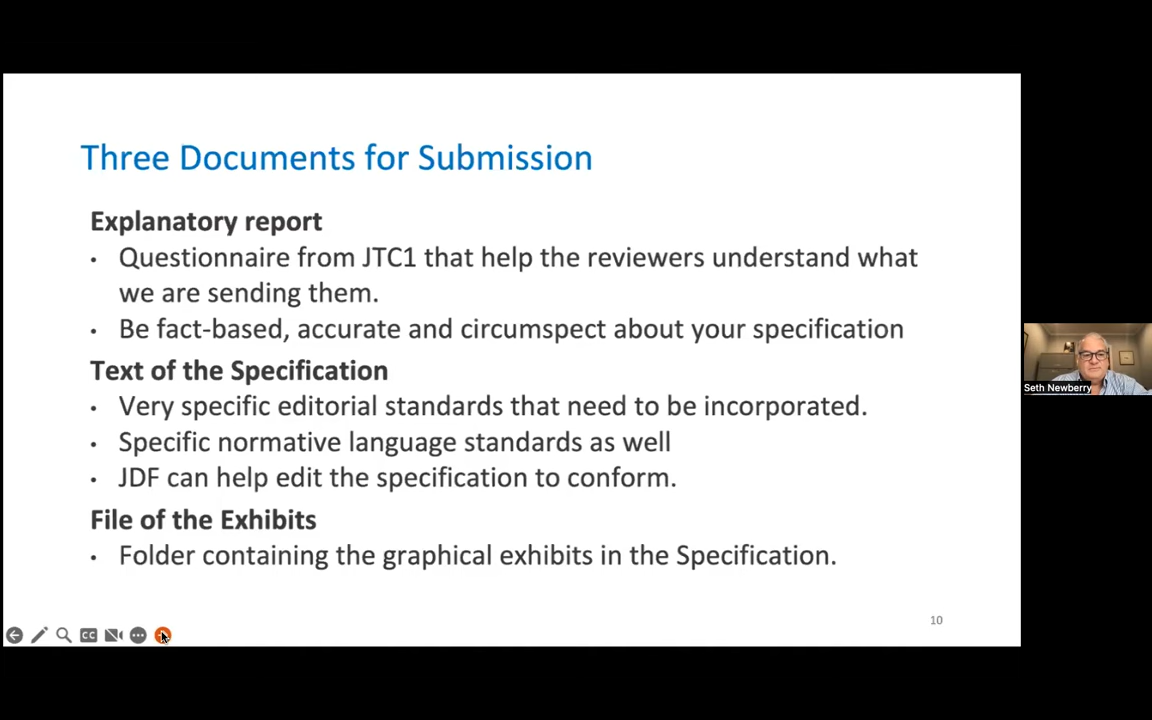 Three Documents for Submission
Explanatory report
• Questionnaire from JTC1 that help the reviewers understand what
we are sending them.
• Be fact-based, accurate and circumspect about your specification
Text of the Specification
• Very specific editorial standards that need to be incorporated.
• Specific normative language standards as well
• JDF can help edit the specification to conform.
File of the Exhibits
• Folder containing the graphical exhibits in the Specification.
10
CC
Seth Newberry